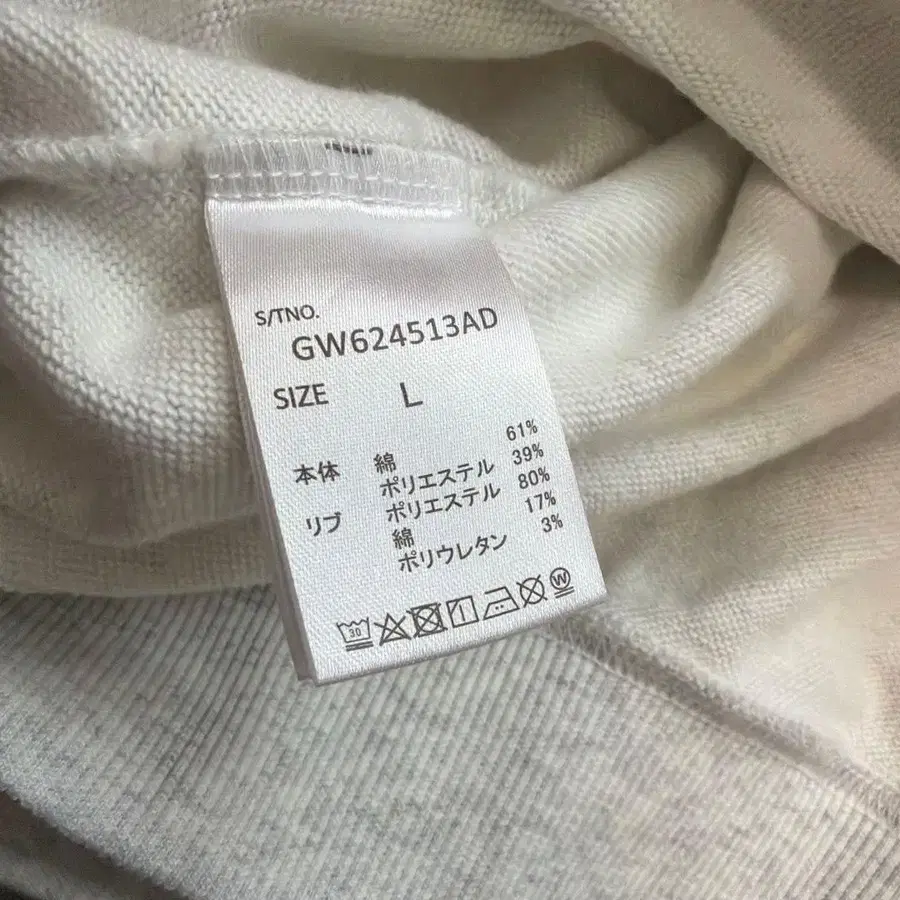 S/TNO.
GW624513AD
SIZE L
本体 綿 61%
ポリエステル 39%
リブ ポリエステル 80%
綿 17%
ポリウレタン 3%
30
W